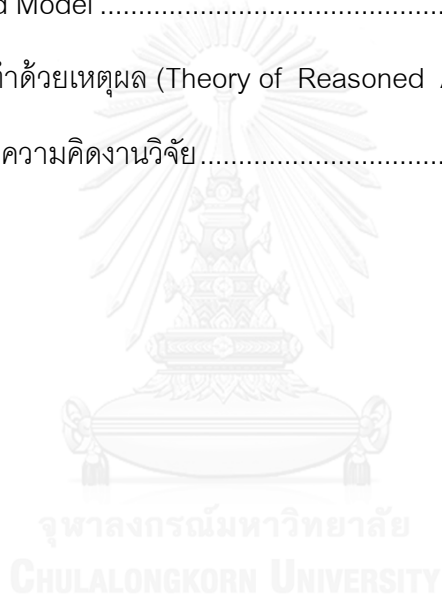 d Model ........................................
ทำด้วยเหตุผล (Theory of Reasoned
ความคิดงานวิจัย........................................
จุฬาลงกรณ์มหาวิทยาลัย
CHULALONGKORN UNIVERSITY